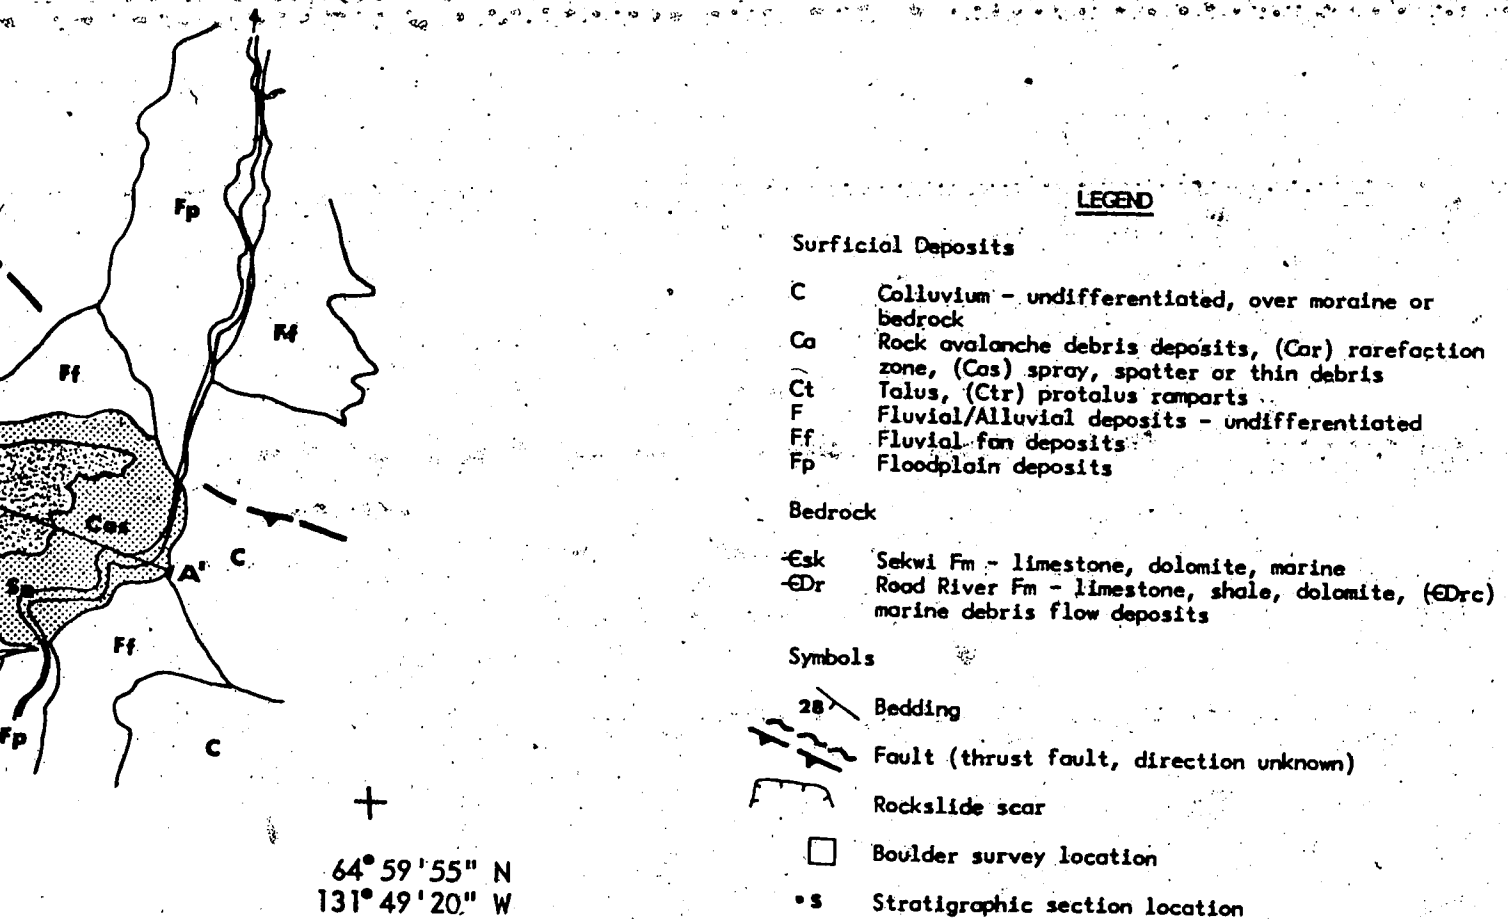 Fp
Ff
Ff
Cas
C
A'
Ff
Fp
C
64° 59' 55" N
131° 49' 20" W
LEGEND
Surficial Deposits
C Colluvium - undifferentiated, over moraine or
bedrock
Ca Rock avalanche debris deposits, (Car) rarefaction
zone, (Cas) spray, spatter or thin debris
Ct Talus, (Ctr) protalus ramparts
F Fluvial/Alluvial deposits - undifferentiated
Ff Fluvial fan deposits
Fp Floodplain deposits
Bedrock
Єsk Sekwi Fm - limestone, dolomite, marine
ЄDr Road River Fm - limestone, shale, dolomite, (ЄDrc)
marine debris flow deposits
Symbols
28 Bedding
Fault (thrust fault, direction unknown)
Rockslide scar
Boulder survey location
•s Stratigraphic section location